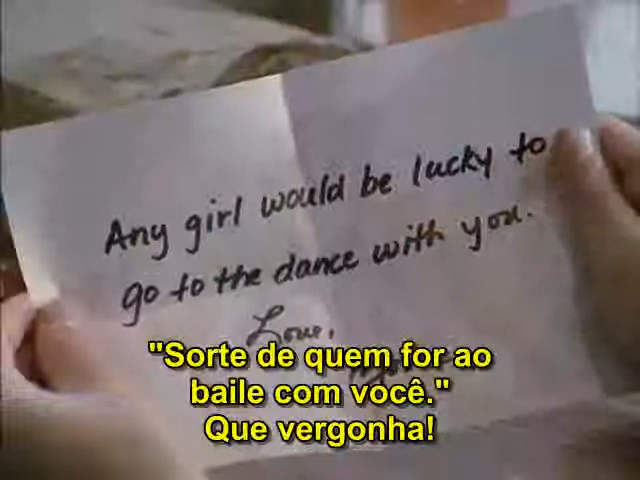 Any girl would be lucky to
go to the dance with you.
Love,
"Sorte de quem for ao
baile com você."
Que vergonha!